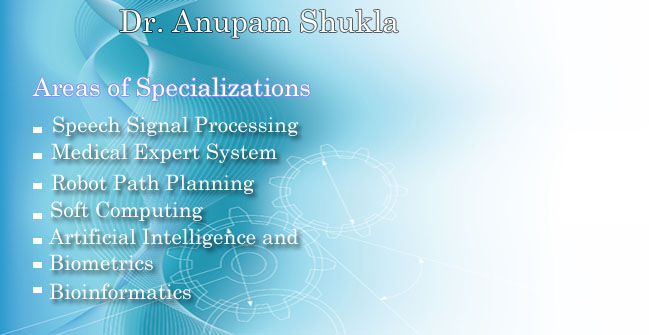 Dr. Anupam Shukla
Areas of Specializations
Speech Signal Processing
Medical Expert System
Robot Path Planning
Soft Computing
Artificial Intelligence and
Biometrics
Bioinformatics